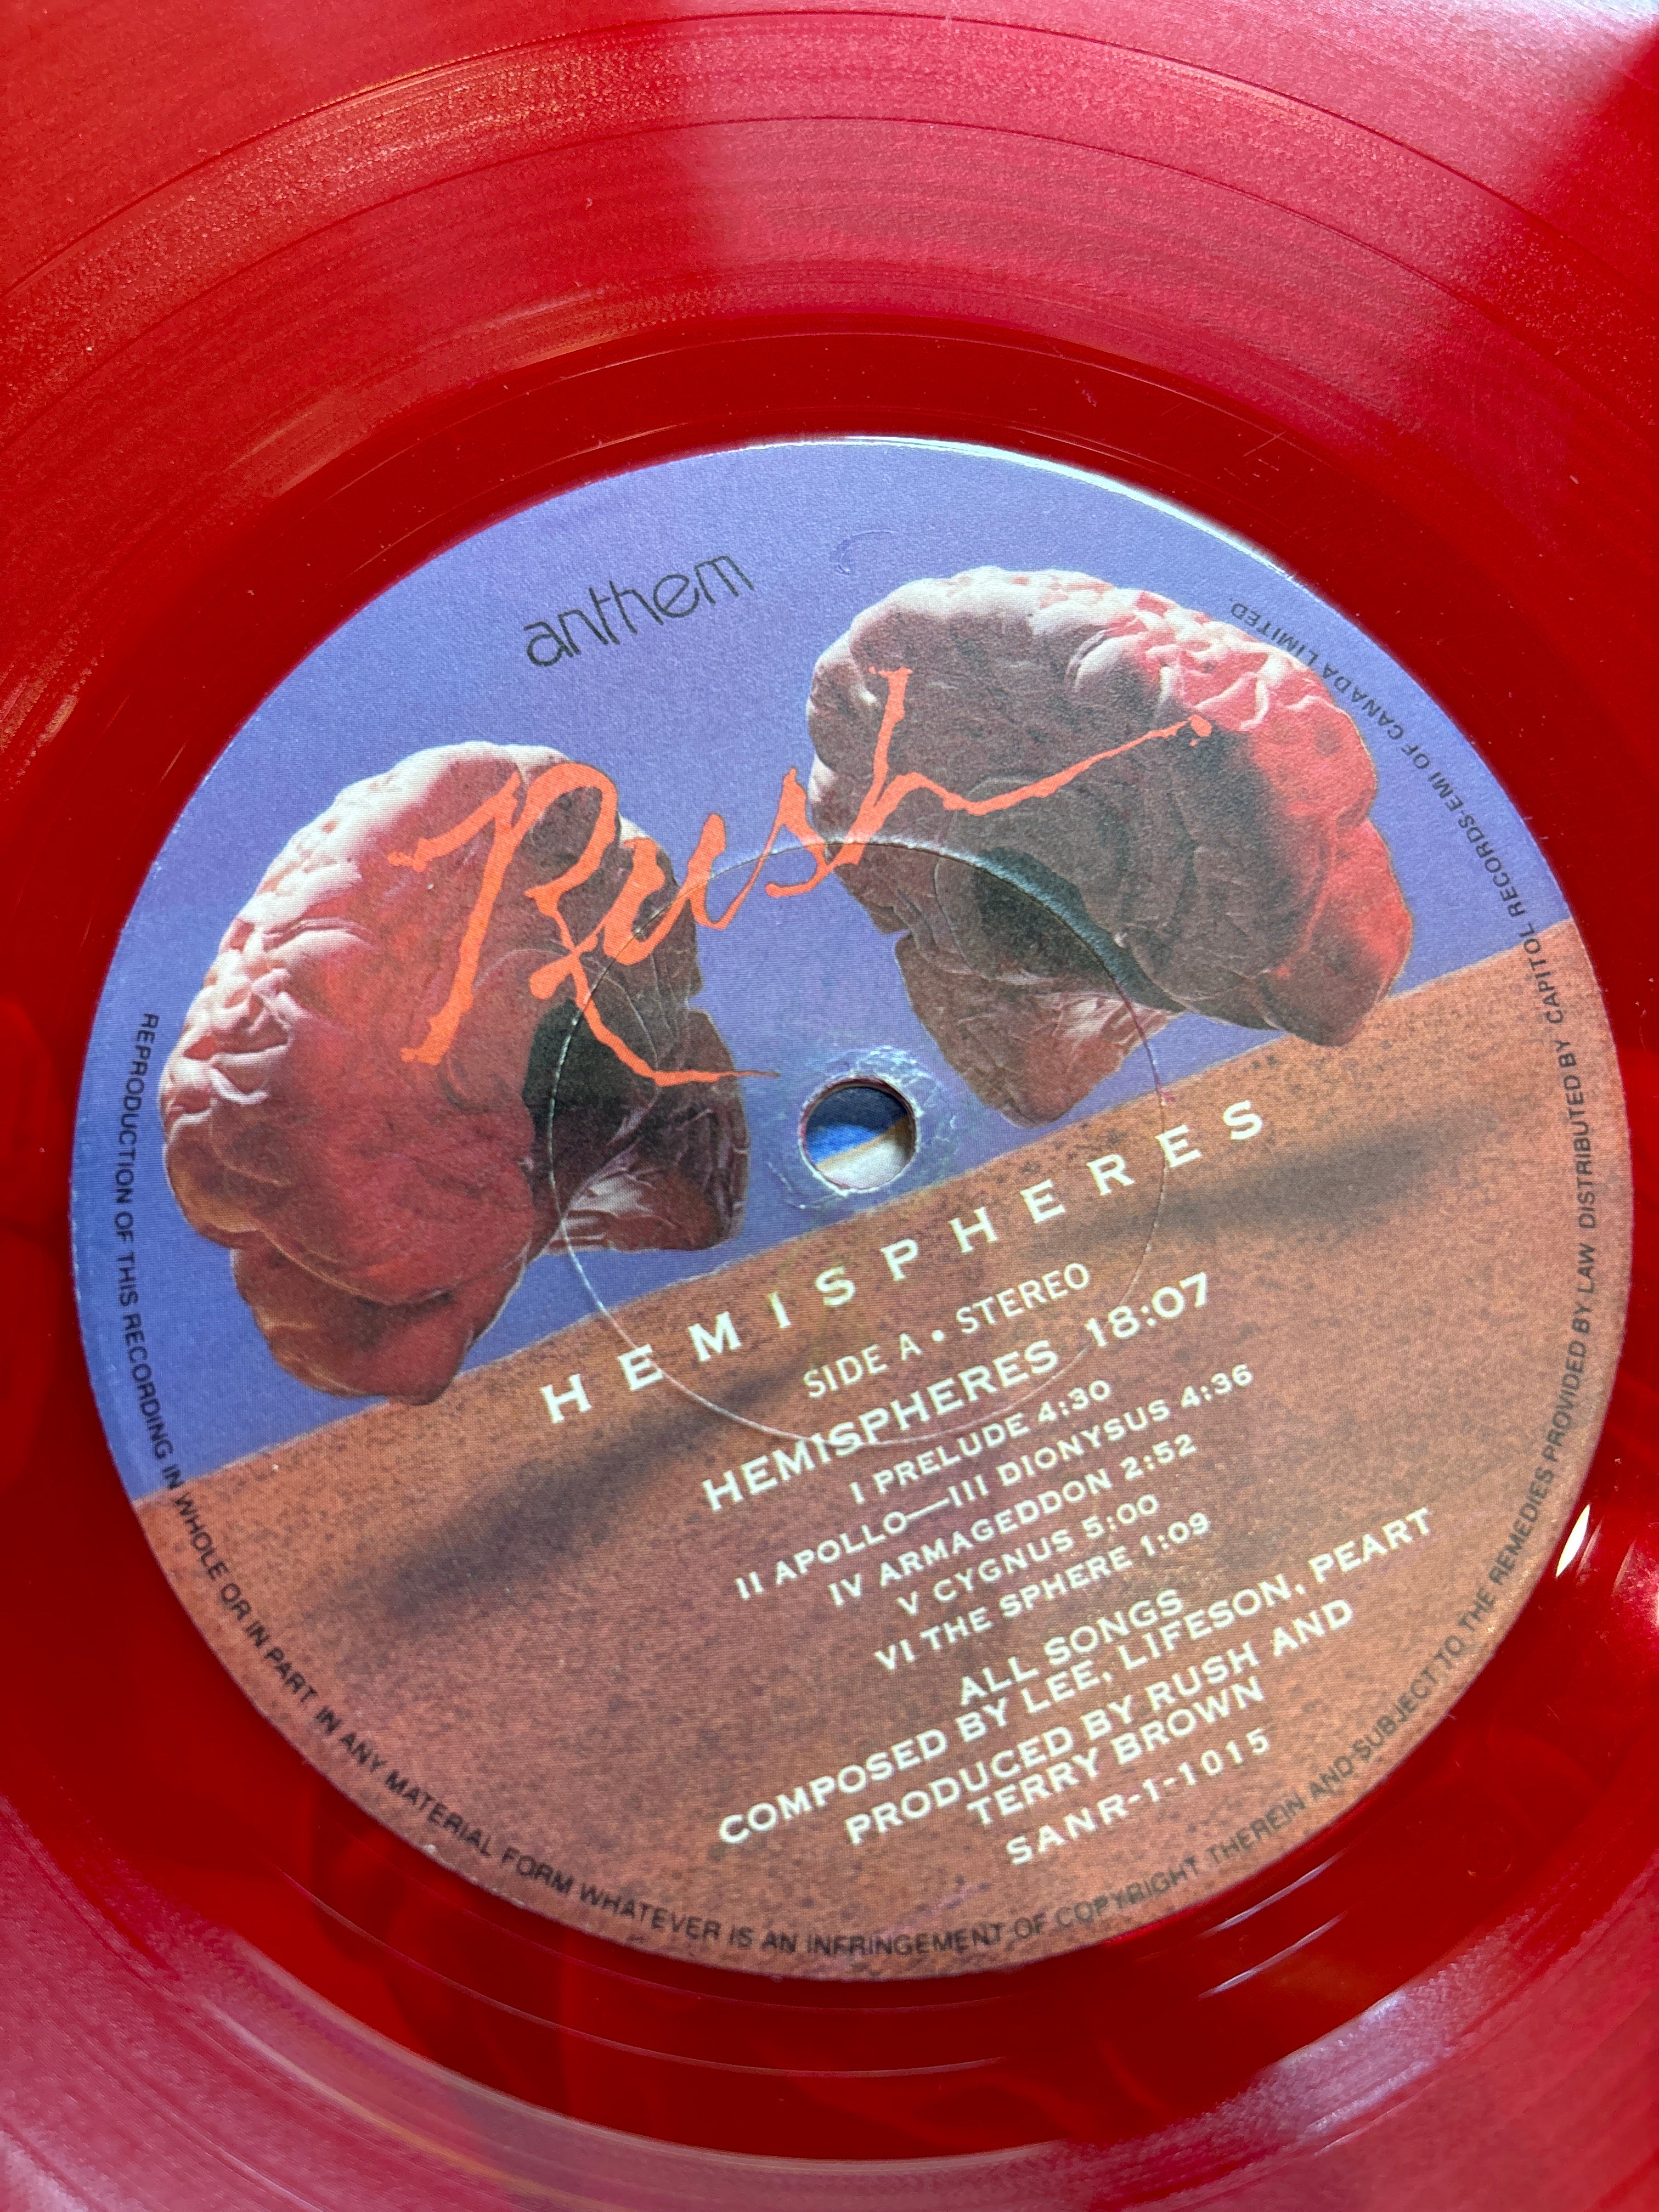 anthem
Rush
HEMISPHERES
SIDE A • STEREO
HEMISPHERES 18:07
I PRELUDE 4:30
II APOLLO—III DIONYSUS 4:36
IV ARMAGEDDON 2:52
V CYGNUS 5:00
VI THE SPHERE 1:09
ALL SONGS
COMPOSED BY LEE, LIFESON, PEART
PRODUCED BY RUSH AND
TERRY BROWN
SANR-1-1015
REPRODUCTION OF THIS RECORDING IN WHOLE OR IN PART IN ANY MATERIAL FORM WHATEVER IS AN INFRINGEMENT OF COPYRIGHT THEREIN AND SUBJECT TO THE REMEDIES PROVIDED BY LAW DISTRIBUTED BY CAPITOL RECORDS-EMI OF CANADA LIMITED.